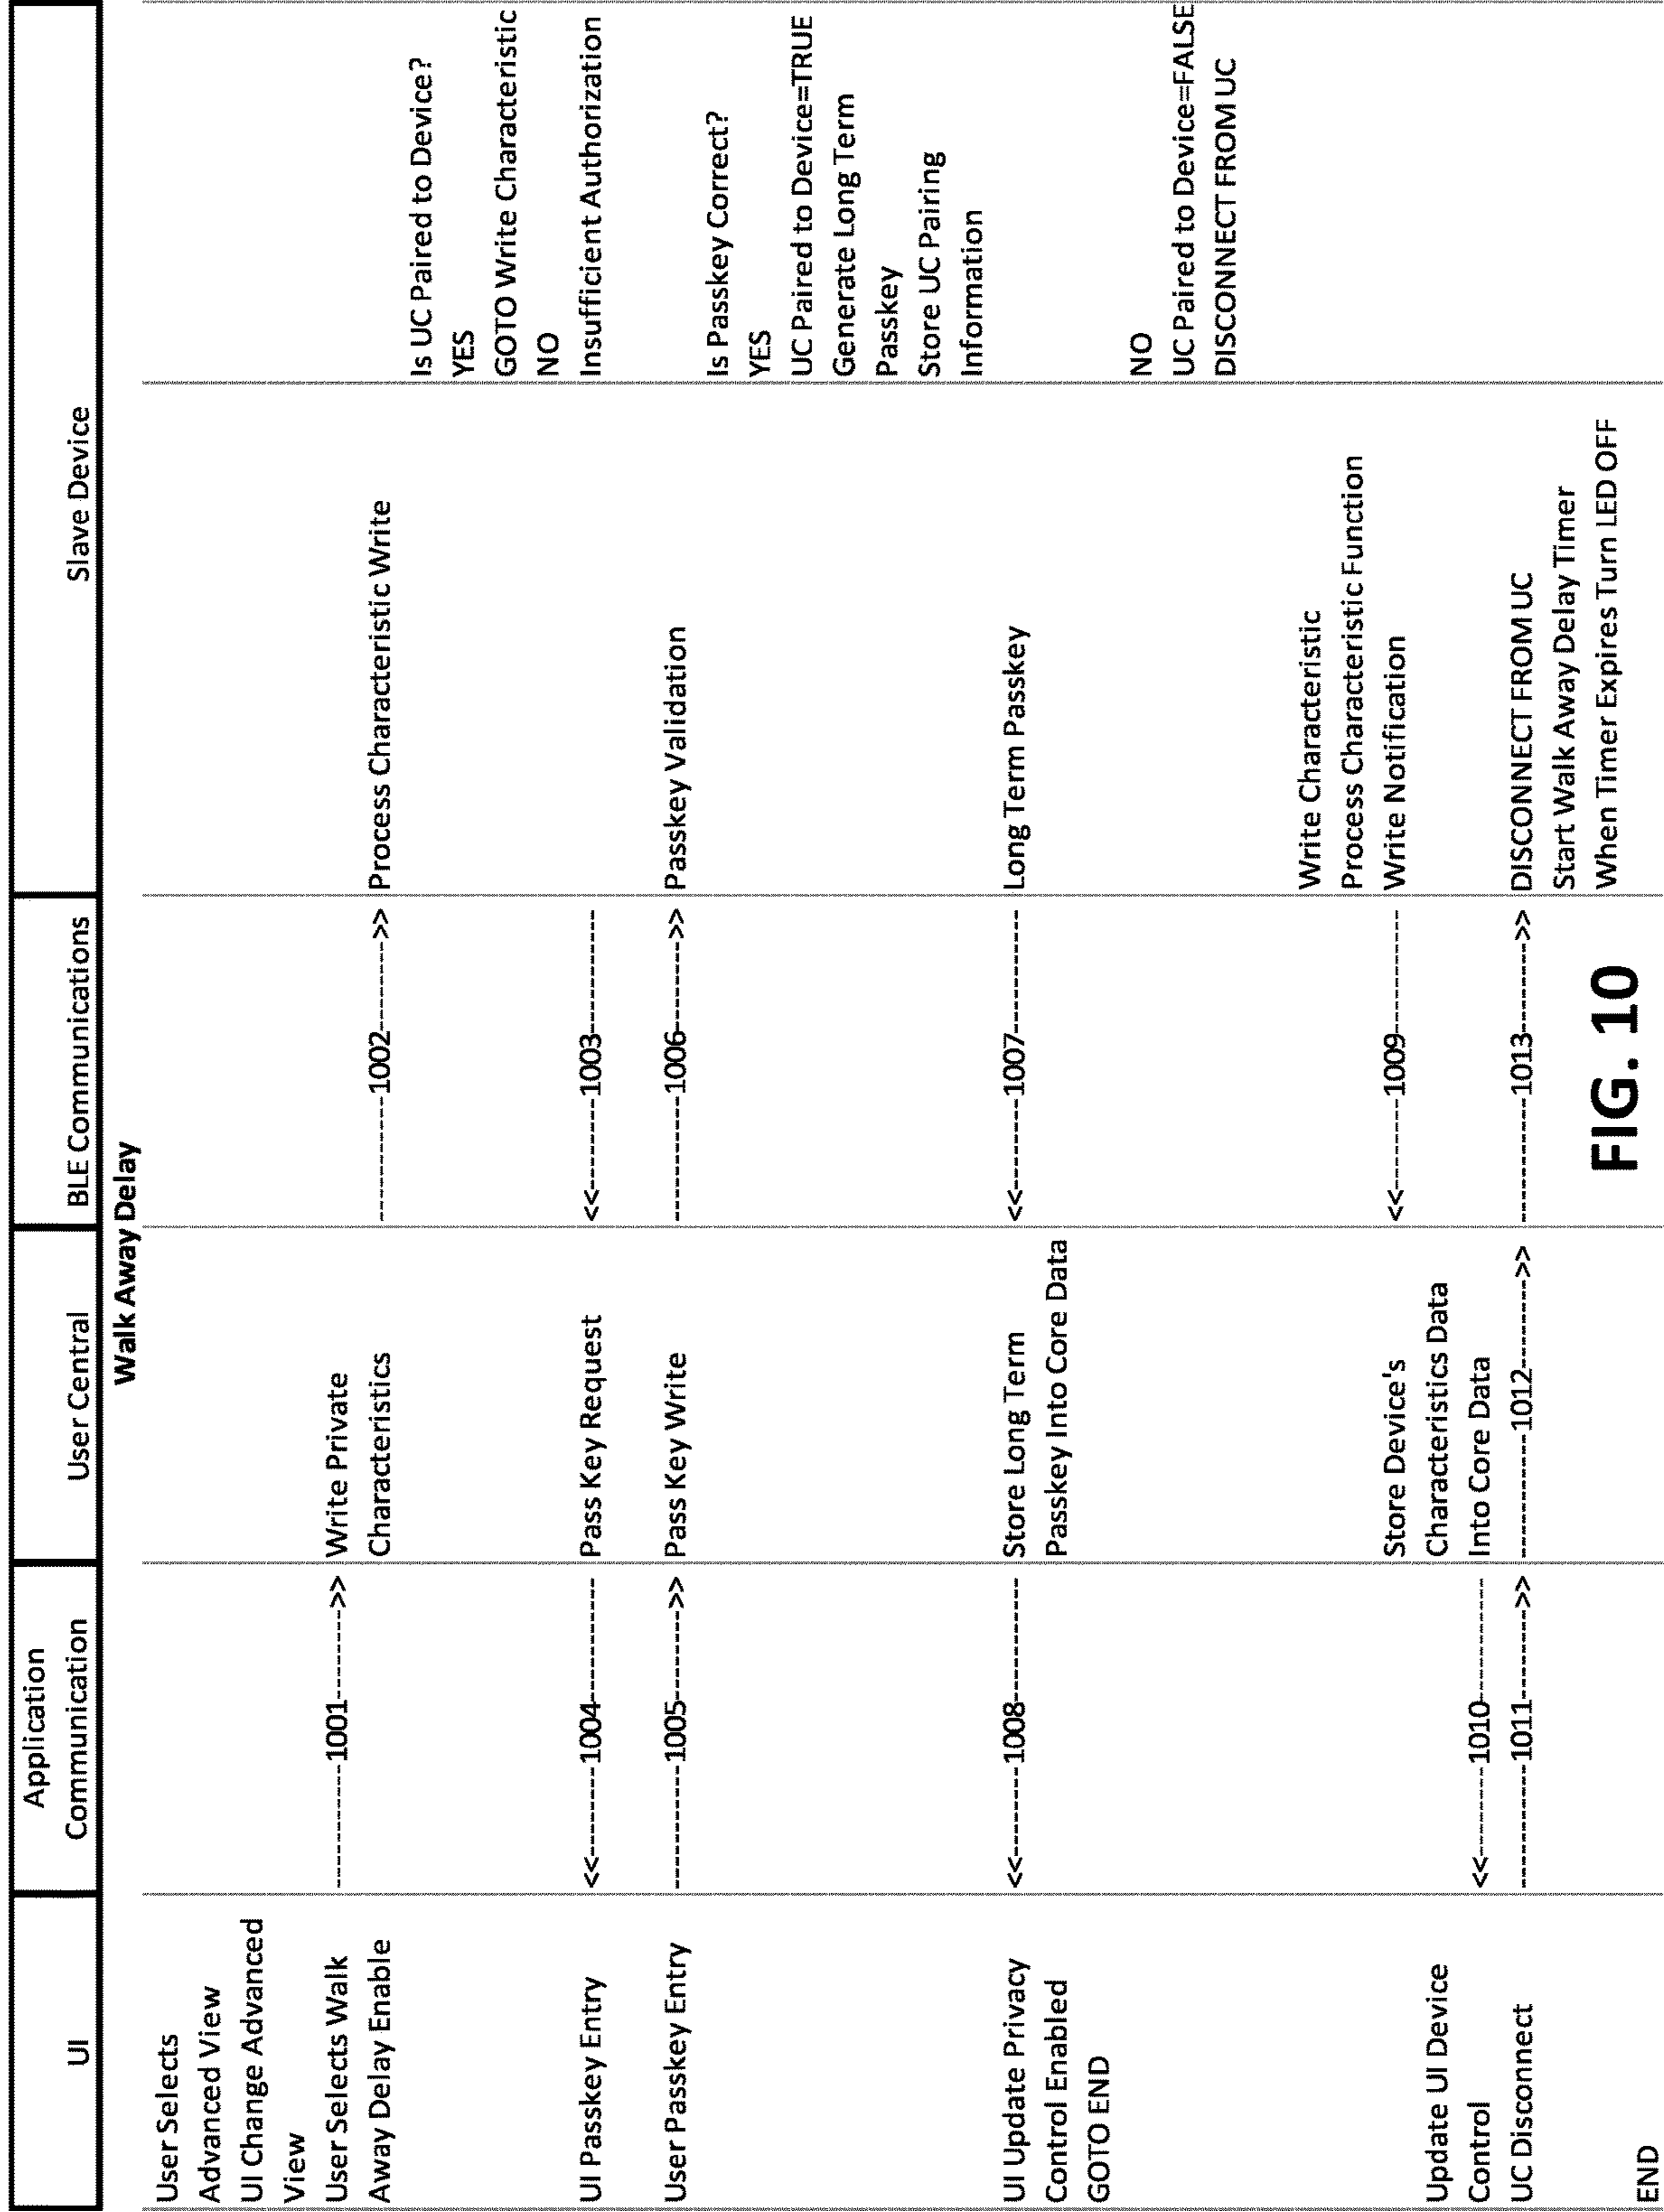 UI
Application
Communication
User Central
BLE Communications
Slave Device
Walk Away Delay
User Selects
Advanced View
UI Change Advanced
View
User Selects Walk
Away Delay Enable
-------------1001--------->>
Write Private
Characteristics
-------------1002--------->>
Process Characteristic Write
Is UC Paired to Device?
YES
GOTO Write Characteristic
NO
Insufficient Authorization
<<---------1003-------------
Pass Key Request
<<---------1004-------------
UI Passkey Entry
User Passkey Entry
-------------1005--------->>
Pass Key Write
-------------1006--------->>
Passkey Validation
Is Passkey Correct?
YES
UC Paired to Device=TRUE
Generate Long Term
Passkey
Store UC Pairing
Information
Long Term Passkey
<<---------1007-------------
Store Long Term
Passkey Into Core Data
<<---------1008-------------
UI Update Privacy
Control Enabled
GOTO END
NO
UC Paired to Device=FALSE
DISCONNECT FROM UC
Write Characteristic
Process Characteristic Function
Write Notification
<<---------1009-------------
Store Device's
Characteristics Data
Into Core Data
<<---------1010-------------
Update UI Device
Control
UC Disconnect
-------------1011--------->>
-------------1012--------->>
-------------1013--------->>
DISCONNECT FROM UC
Start Walk Away Delay Timer
When Timer Expires Turn LED OFF
END
FIG. 10